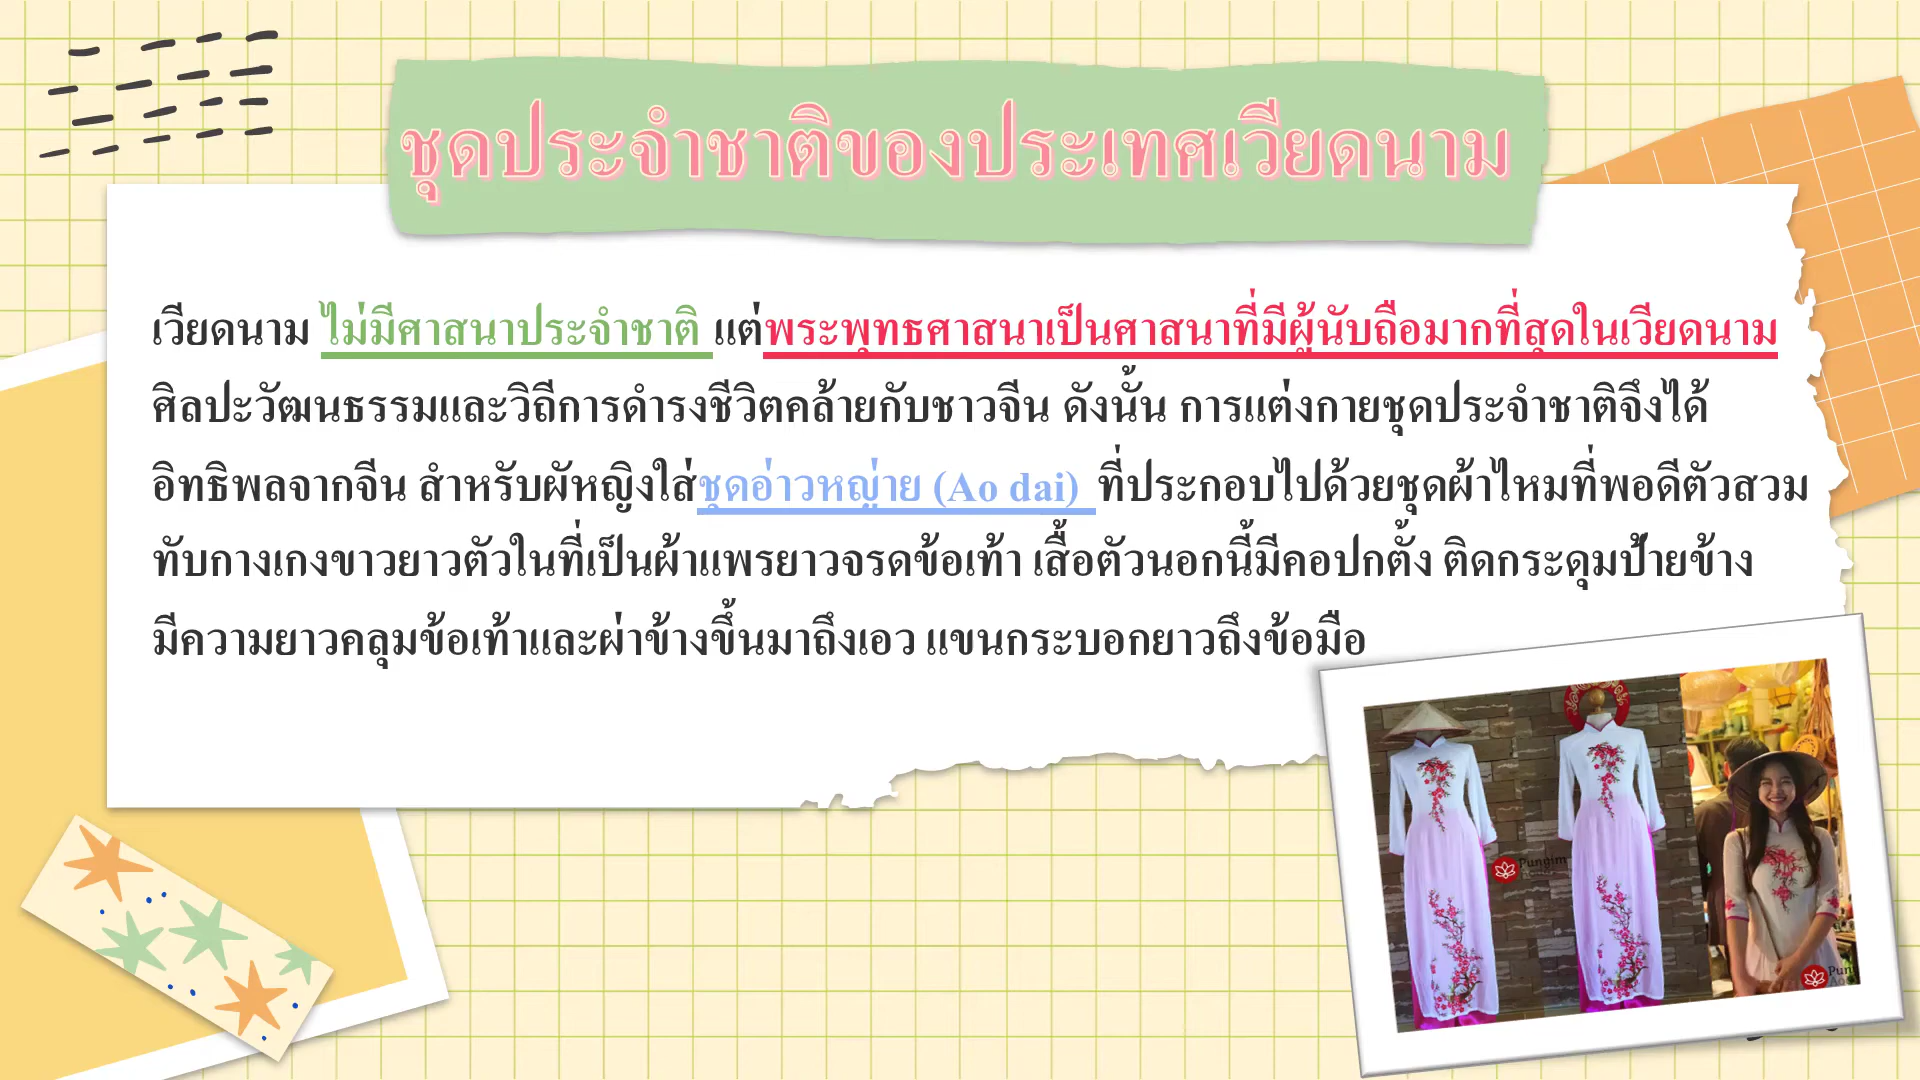 ชุดประจำชาติของประเทศเวียดนาม
เวียดนาม ไม่มีศาสนาประจำชาติ แต่พระพุทธศาสนาเป็นศาสนาที่มีผู้นับถือมากที่สุดในเวียดนาม
ศิลปะวัฒนธรรมและวิถีการดำรงชีวิตคล้ายกับชาวจีน ดังนั้น การแต่งกายชุดประจำชาติจึงได้
อิทธิพลจากจีน สำหรับผัหญิงใส่ชุดอ่าวหญ่าย (Ao dai) ที่ประกอบไปด้วยชุดผ้าไหมที่พอดีตัวสวม
ทับกางเกงขาวยาวตัวในที่เป็นผ้าแพรยาวจรดข้อเท้า เสื้อตัวนอกนี้มีคอปกตั้ง ติดกระดุมป้ายข้าง
มีความยาวคลุมข้อเท้าและผ่าข้างขึ้นมาถึงเอว แขนกระบอกยาวถึงข้อมือ
Pungim
Pun